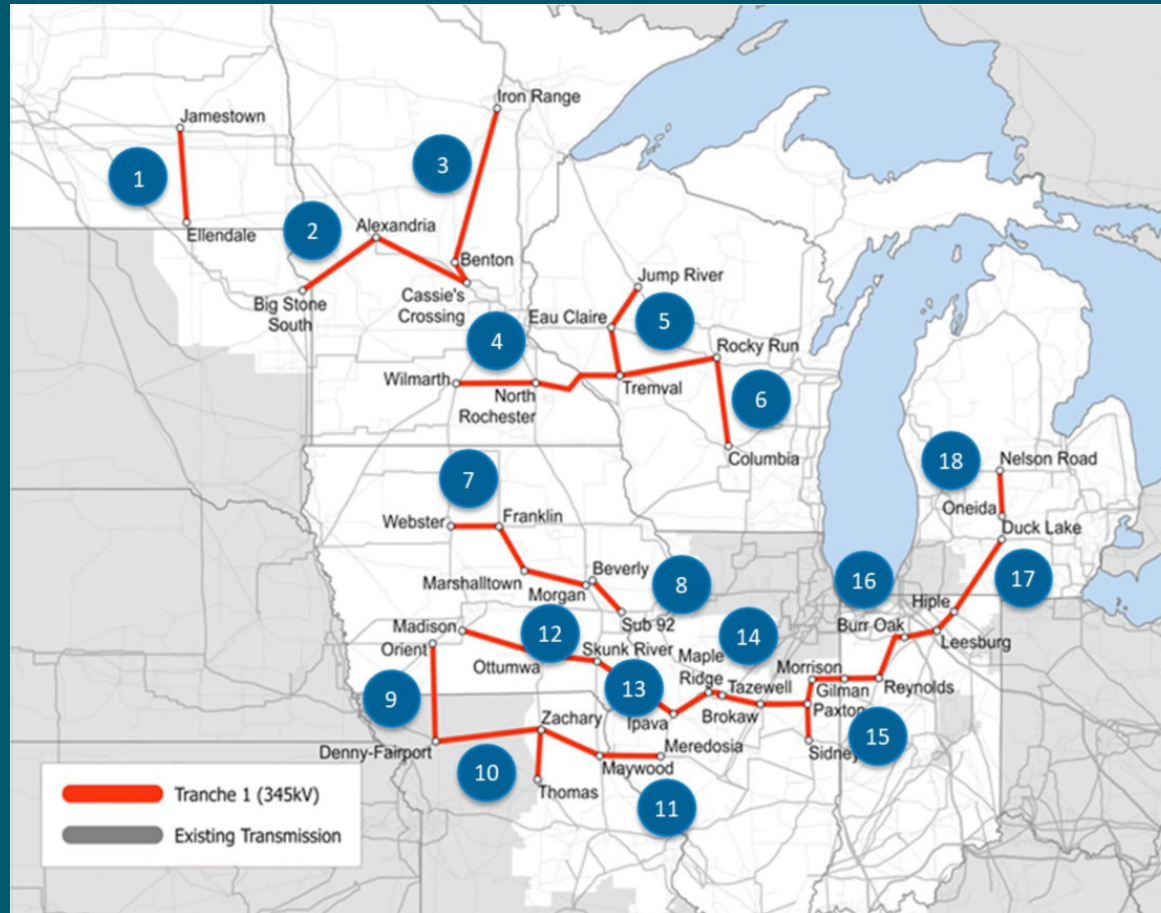 Iron Range
Jamestown
3
1
2
Alexandria
Ellendale
Benton
Jump River
Big Stone
South
Cassie's
Crossing
Eau Claire
5
4
Rocky Run
Wilmarth
North
Rochester
Tremval
6
Columbia
18
Nelson Road
7
Oneida
Webster
Franklin
Duck Lake
Beverly
8
16
17
Marshalltown
Morgan
Hiple
Sub 92
Burr Oak
Leesburg
Madison
12
14
Orient
Skunk River
Ottumwa
Maple
Ridge
Morrison
13
Tazewell
Gilman
Reynolds
9
Ipava
Brokaw
Paxton
Zachary
15
Denny-Fairport
Meredosia
Sidney
10
Maywood
Thomas
11
Tranche 1 (345kV)
Existing Transmission